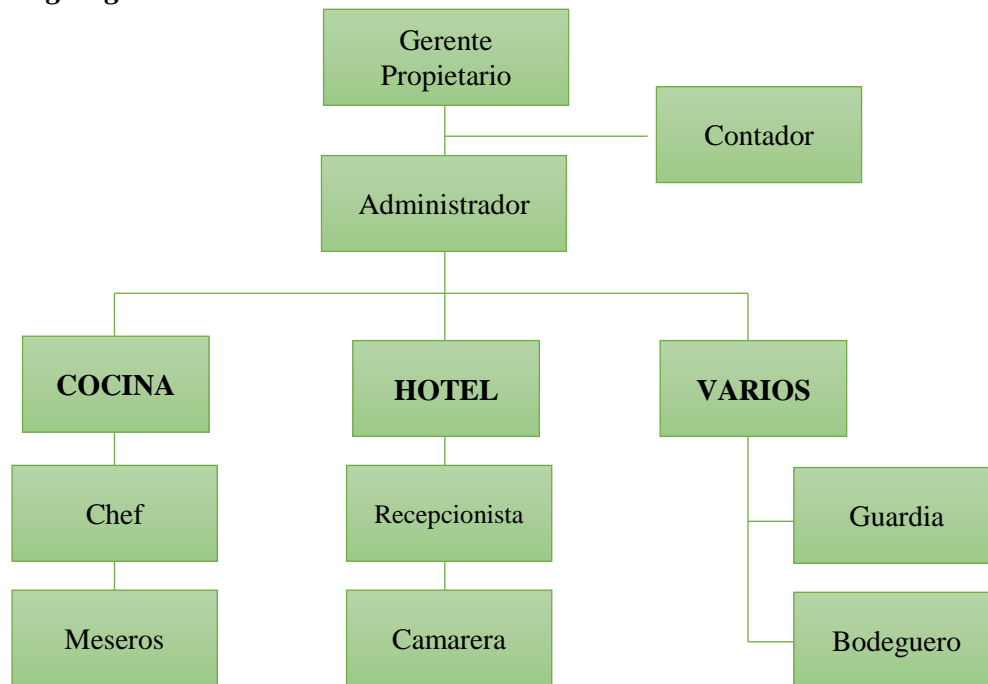 Gerente
Propietario
Contador
Administrador
COCINA
HOTEL
VARIOS
Chef
Recepcionista
Guardia
Meseros
Camarera
Bodeguero